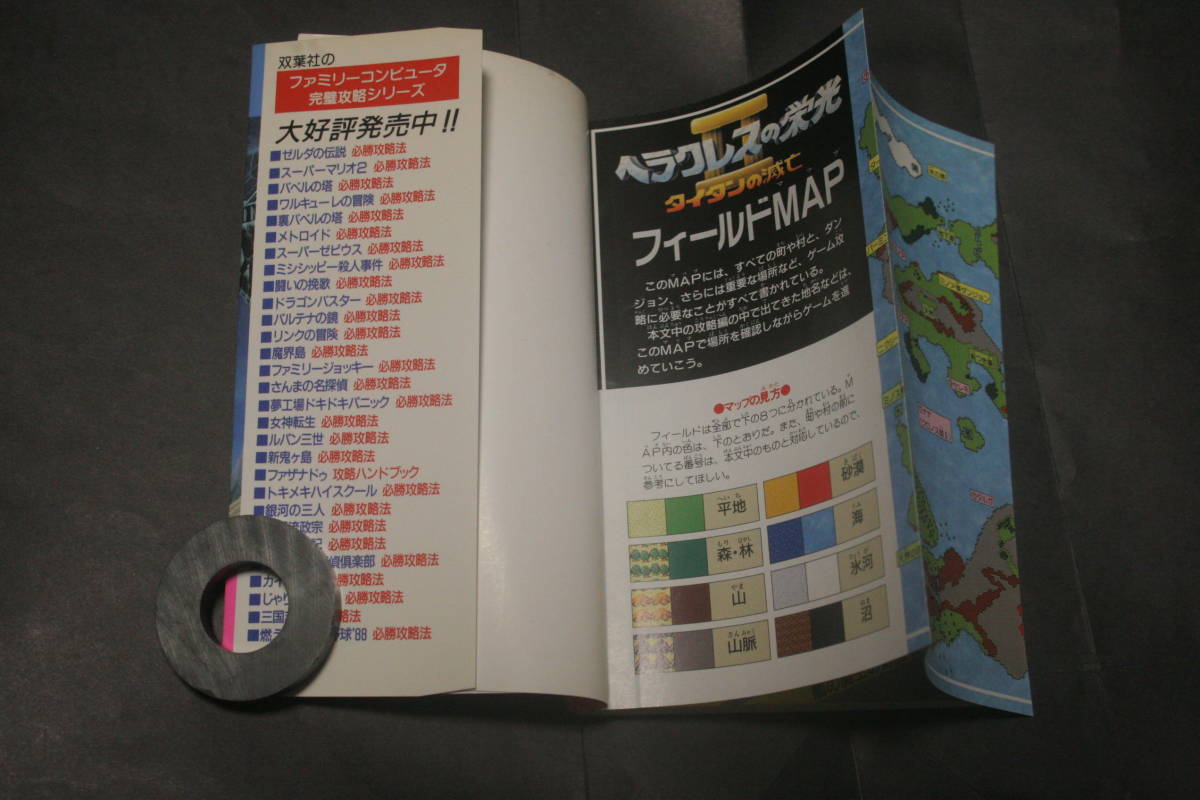 双葉社の
ファミリーコンピュータ
完璧攻略シリーズ
大好評発売中!!
■ゼルダの伝説 必勝攻略法
■スーパーマリオ2 必勝攻略法
■バベルの塔 必勝攻略法
■ワルキューレの冒険 必勝攻略法
■裏バベルの塔 必勝攻略法
■メトロイド 必勝攻略法
■スーパーゼビウス 必勝攻略法
■ミシシッピー殺人事件 必勝攻略法
■闘いの挽歌 必勝攻略法
■ドラゴンバスター 必勝攻略法
■パルテナの鏡 必勝攻略法
■リンクの冒険 必勝攻略法
■魔界島 必勝攻略法
■ファミリージョッキー 必勝攻略法
■さんまの名探偵 必勝攻略法
■夢工場ドキドキパニック 必勝攻略法
■女神転生 必勝攻略法
■ルパン三世 必勝攻略法
■新鬼ヶ島 必勝攻略法
■ファザナドゥ 攻略ハンドブック
■トキメキハイスクール 必勝攻略法
■銀河の三人 必勝攻略法
政宗 必勝攻略法
記 必勝攻略法
偵倶楽部 必勝攻略法
■カイ 必勝攻略法
■じゃり 必勝攻略法
■三国 略法
■燃え 球'88 必勝攻略法
ヘラクレスの栄光
II
タイタンの滅亡
フィールドMAP
このMAPには、すべての町や村と、ダン
ジョン、さらには重要な場所など、ゲーム攻
略に必要なことがすべて書かれている。
本文中の攻略編の中で出てきた地名などは、
このMAPで場所を確認しながらゲームを進
めていこう。
●マップの見方●
フィールドは全部で下の8つに分かれている。M
AP内の色は、下のとおりだ。また、町や村の前に
ついてる番号は、本文中のものと対応しているので、
参考にしてほしい。
平地
砂漠
森・林
海
山
氷河
山脈
沼